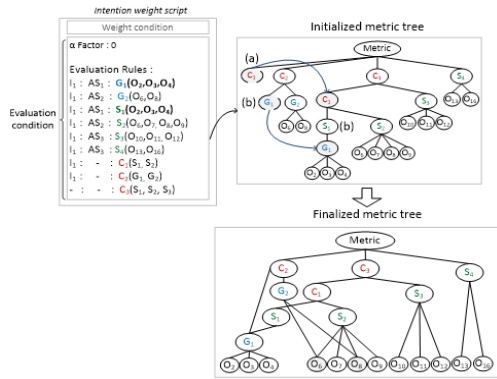 Intention weight script
Weight condition
α Factor : 0
Evaluation Rules :
I₁ : AS₁ : G₁(O₂,O₃,O₄)
I₁ : AS₂ : G₂(O₆,O₈)
I₁ : AS₁ : S₁(O₂,O₃,O₄)
I₁ : AS₂ : S₂(O₆,O₇,O₈,O₉)
I₁ : AS₃ : S₃(O₁₀,O₁₁,O₁₂)
I₁ : AS₃ : S₄(O₁₃,O₁₆)
I₁ : - : C₁(S₁, S₂)
I₁ : - : C₂(G₁, G₂)
- : - : C₃(S₁, S₂, S₃)
Evaluation
condition
Initialized metric tree
Metric
(a)
C₁ C₂ C₃ S₄
(b) G₁ G₂ C₁ S₃ O₁₃ O₁₆
O₆ O₈ S₁ (b) S₂ O₁₀ O₁₁ O₁₂
G₁ O₆ O₇ O₈ O₉
O₂ O₃ O₄
Finalized metric tree
Metric
C₂ C₃ S₄
G₂ C₁ S₃
S₁ S₂
G₁
O₂ O₃ O₄ O₆ O₇ O₈ O₉ O₁₀ O₁₁ O₁₂ O₁₃ O₁₆